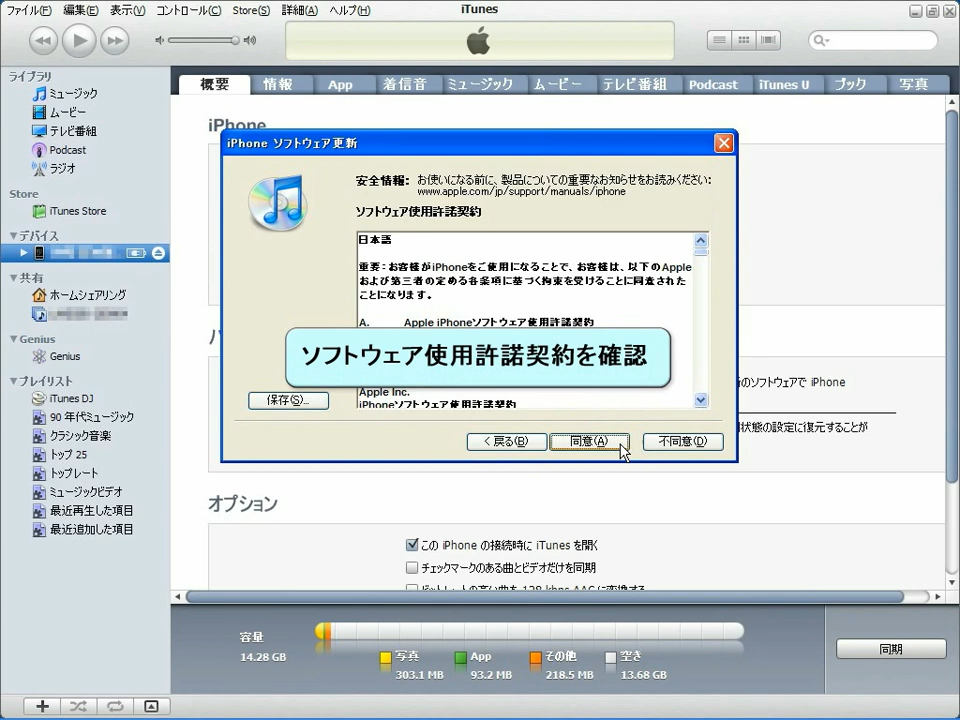 ファイル(F) 編集(E) 表示(V) コントロール(C) Store(S) 詳細(A) ヘルプ(H)
iTunes
ライブラリ
ミュージック
ムービー
テレビ番組
Podcast
ラジオ
Store
iTunes Store
デバイス
共有
ホームシェアリング
Genius
Genius
プレイリスト
iTunes DJ
90 年代ミュージック
クラシック音楽
トップ 25
トップレート
ミュージックビデオ
最近再生した項目
最近追加した項目
概要 情報 App 着信音 ミュージック ムービー テレビ番組 Podcast iTunes U ブック 写真
iPhone
iPhone ソフトウェア更新
安全情報: お使いになる前に、製品についての重要なお知らせをお読みください:
www.apple.com/jp/support/manuals/iphone
ソフトウェア使用許諾契約
日本語
重要:お客様がiPhoneをご使用になることで、お客様は、以下のApple
および第三者の定める各条項に基づく拘束を受けることに同意された
ことになります。
A. Apple iPhoneソフトウェア使用許諾契約
ソフトウェア使用許諾契約を確認
Apple Inc.
iPhoneソフトウェア使用許諾契約
保存(S)...
< 戻る(B) 同意(A) 不同意(D)
のソフトウェアで iPhone
状態の設定に復元することが
オプション
この iPhone の接続時に iTunes を開く
チェックマークのある曲とビデオだけを同期
ビットレートの高い曲を 128 kbps AAC に変換する
容量
14.28 GB
写真
303.1 MB
App
93.2 MB
その他
218.5 MB
空き
13.68 GB
同期